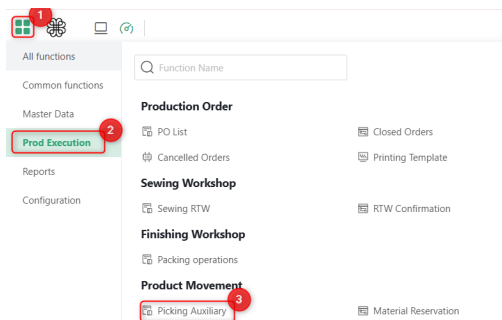 1
All functions
Function Name
Common functions
Production Order
Master Data
2
PO List
Closed Orders
Prod Execution
Cancelled Orders
Printing Template
Reports
Sewing Workshop
Configuration
Sewing RTW
RTW Confirmation
Finishing Workshop
Packing operations
Product Movement
3
Picking Auxiliary
Material Reservation